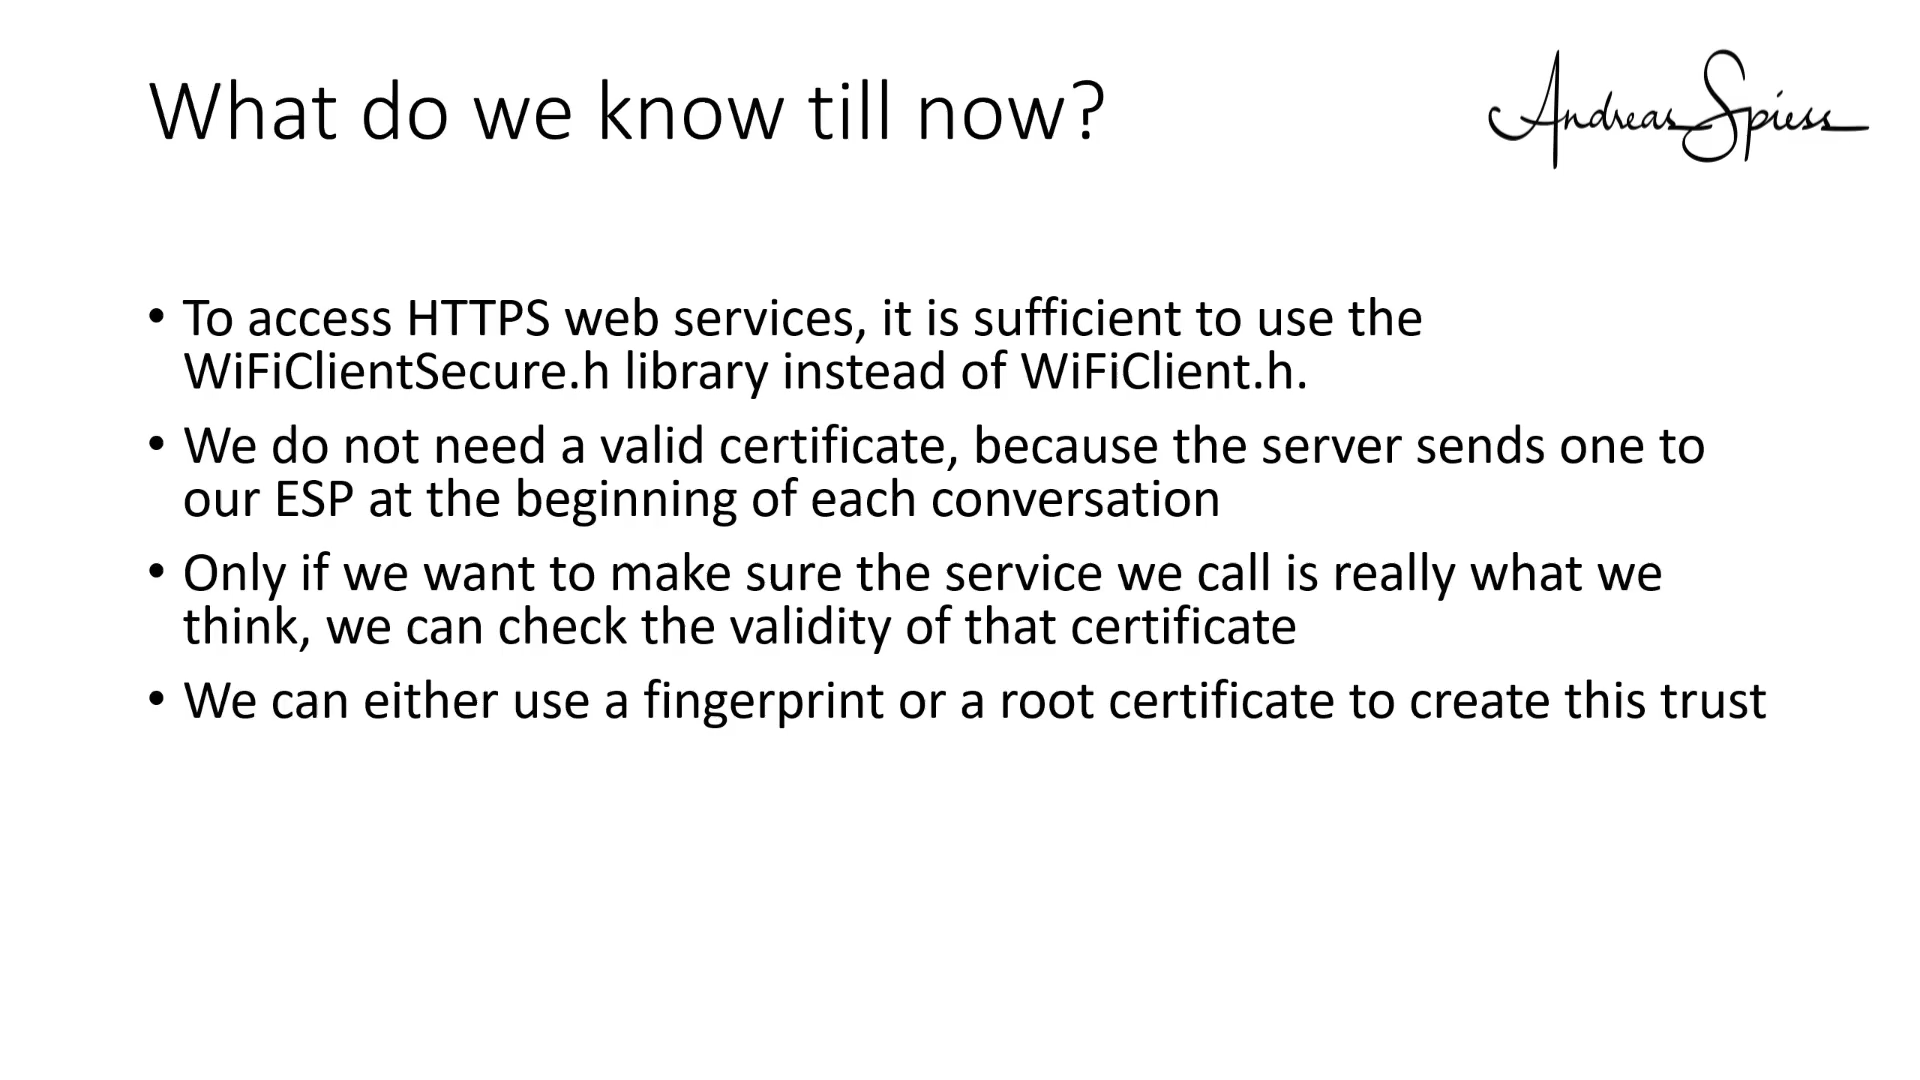 What do we know till now?
Andreas Spiess
• To access HTTPS web services, it is sufficient to use the
WiFiClientSecure.h library instead of WiFiClient.h.
• We do not need a valid certificate, because the server sends one to
our ESP at the beginning of each conversation
• Only if we want to make sure the service we call is really what we
think, we can check the validity of that certificate
• We can either use a fingerprint or a root certificate to create this trust